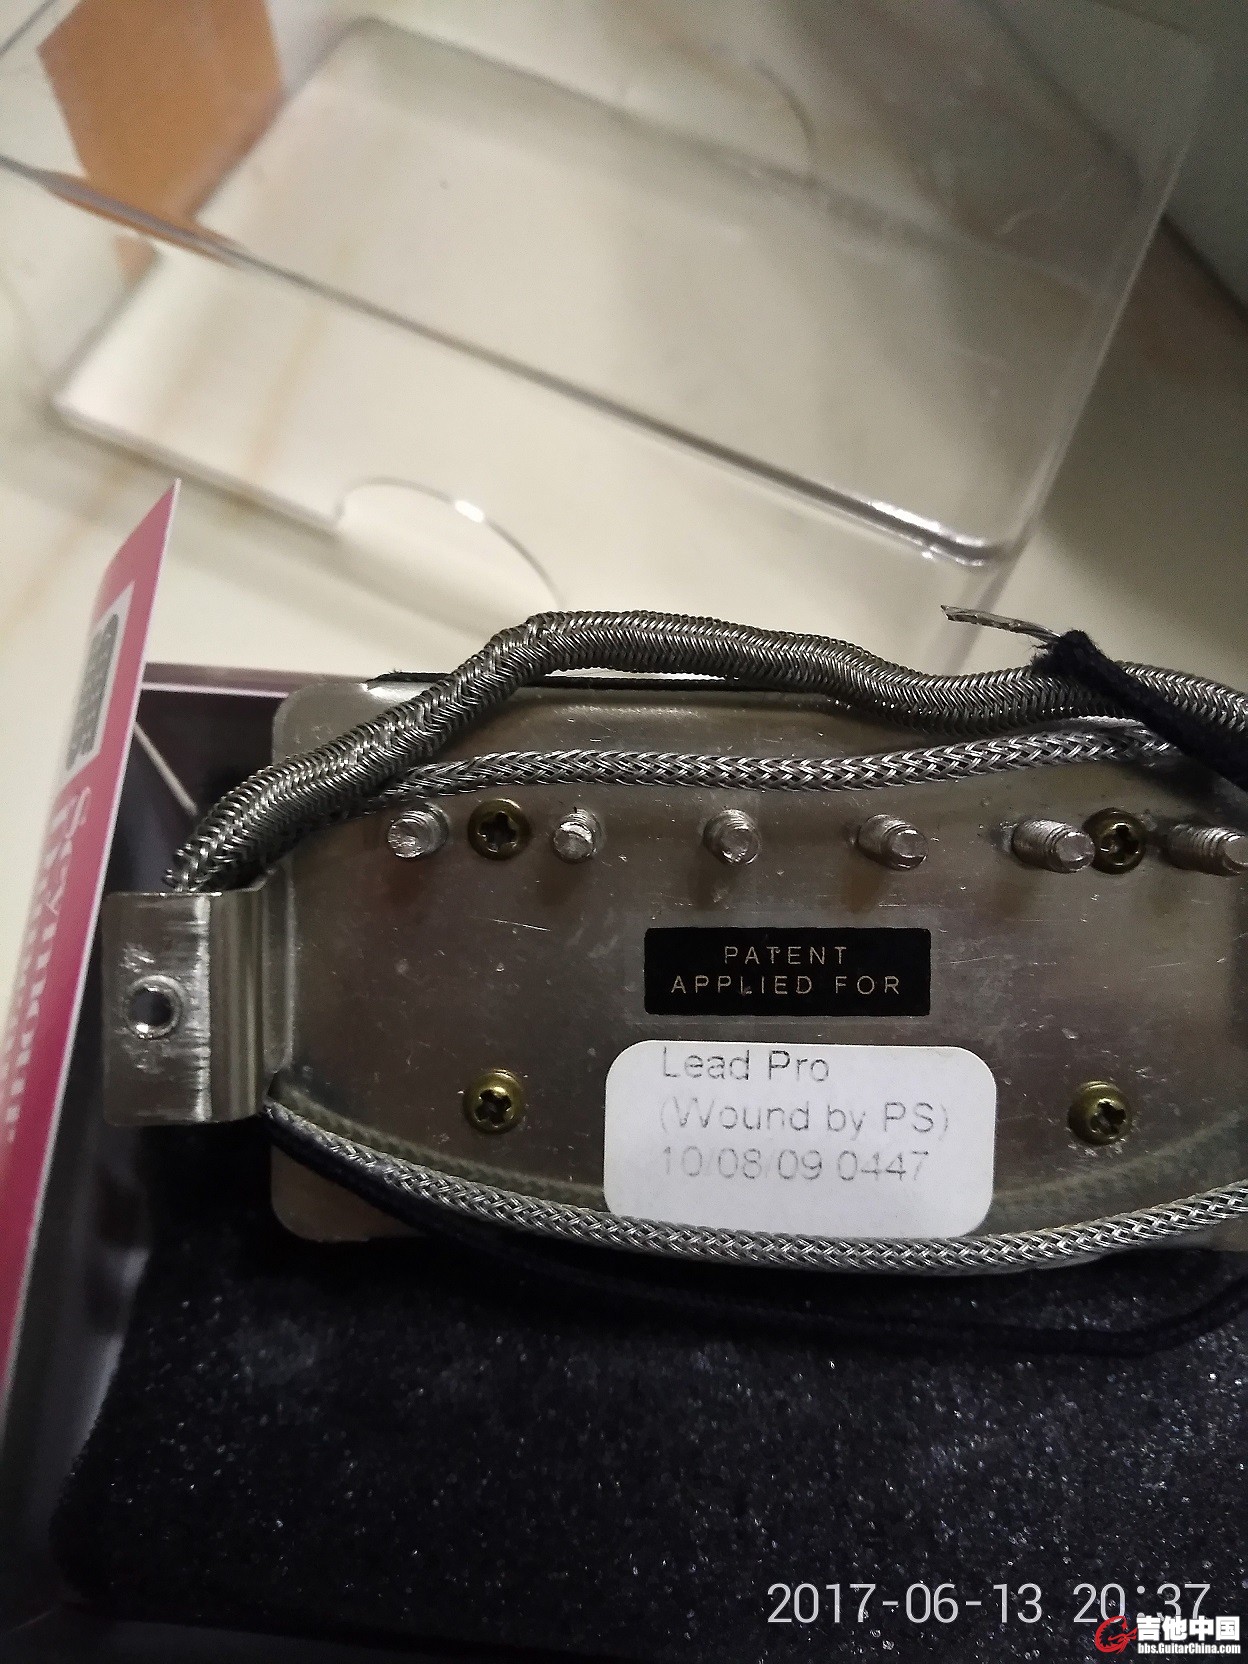 PATENT
APPLIED FOR
Lead Pro
(Wound by PS)
10/08/09 0447
2017-06-13 20:37
吉他中国
bbs.GuitarChina.com